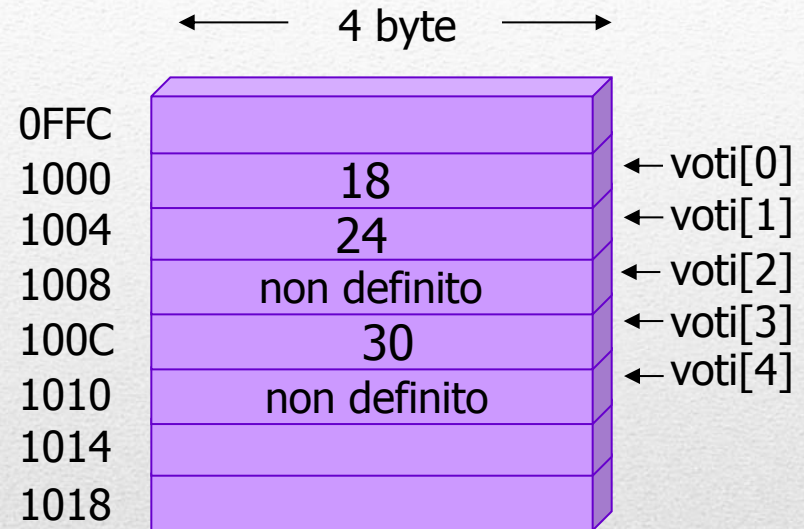 4 byte
0FFC
1000 18 voti[0]
1004 24 voti[1]
1008 non definito voti[2]
100C 30 voti[3]
1010 non definito voti[4]
1014
1018